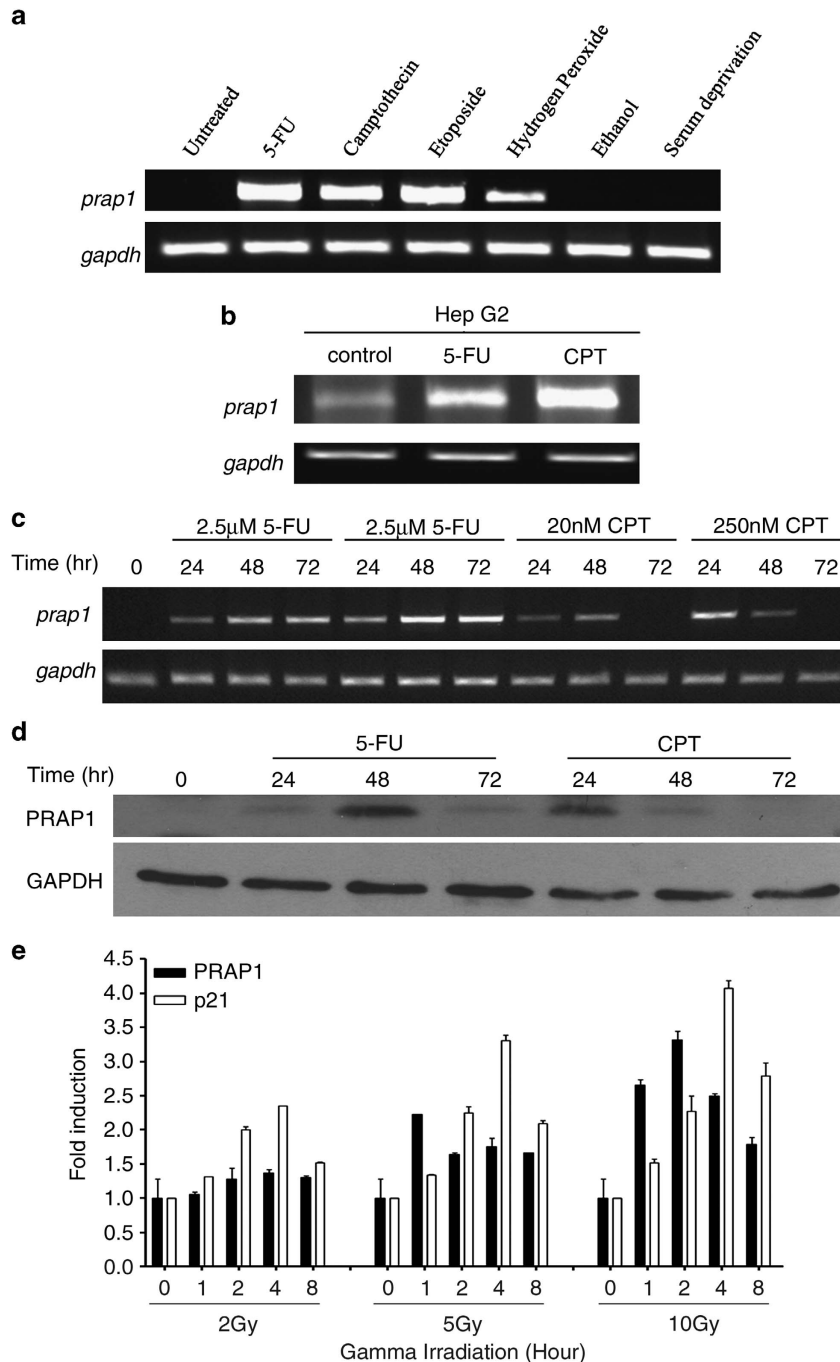 a
Untreated 5-FU Camptothecin Etoposide Hydrogen Peroxide Ethanol Serum deprivation
prap1
gapdh
b
Hep G2
control 5-FU CPT
prap1
gapdh
c
2.5µM 5-FU 2.5µM 5-FU 20nM CPT 250nM CPT
Time (hr) 0 24 48 72 24 48 72 24 48 72 24 48 72
prap1
gapdh
d
5-FU CPT
Time (hr) 0 24 48 72 24 48 72
PRAP1
GAPDH
e
4.5
4.0
3.5
3.0
2.5
2.0
1.5
1.0
0.5
0.0
Fold induction
PRAP1
p21
0 1 2 4 8 0 1 2 4 8 0 1 2 4 8
2Gy 5Gy 10Gy
Gamma Irradiation (Hour)